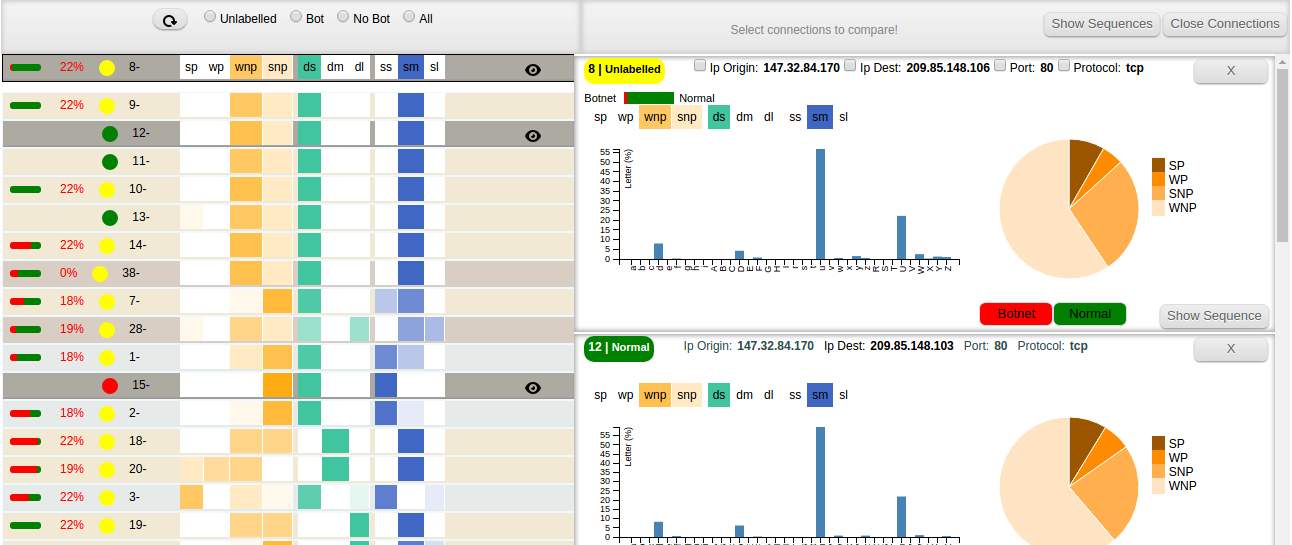 Unlabelled Bot No Bot All
Select connections to compare!
Show Sequences Close Connections
22% 8- sp wp wnp snp ds dm dl ss sm sl
22% 9-
12-
11-
22% 10-
13-
22% 14-
0% 38-
18% 7-
19% 28-
18% 1-
15-
18% 2-
22% 18-
19% 20-
22% 3-
22% 19-
8 | Unlabelled Ip Origin: 147.32.84.170 Ip Dest: 209.85.148.106 Port: 80 Protocol: tcp X
Botnet Normal
sp wp wnp snp ds dm dl ss sm sl
Letter (%)
55
50
45
40
35
30
25
20
15
10
5
0
a b c d e f g h i A B C D E F G H I r s t u v w x y z R S T U V W X Y Z
SP
WP
SNP
WNP
Botnet Normal Show Sequence
12 | Normal Ip Origin: 147.32.84.170 Ip Dest: 209.85.148.103 Port: 80 Protocol: tcp X
sp wp wnp snp ds dm dl ss sm sl
Letter (%)
55
50
45
40
35
30
25
20
15
10
5
0
SP
WP
SNP
WNP